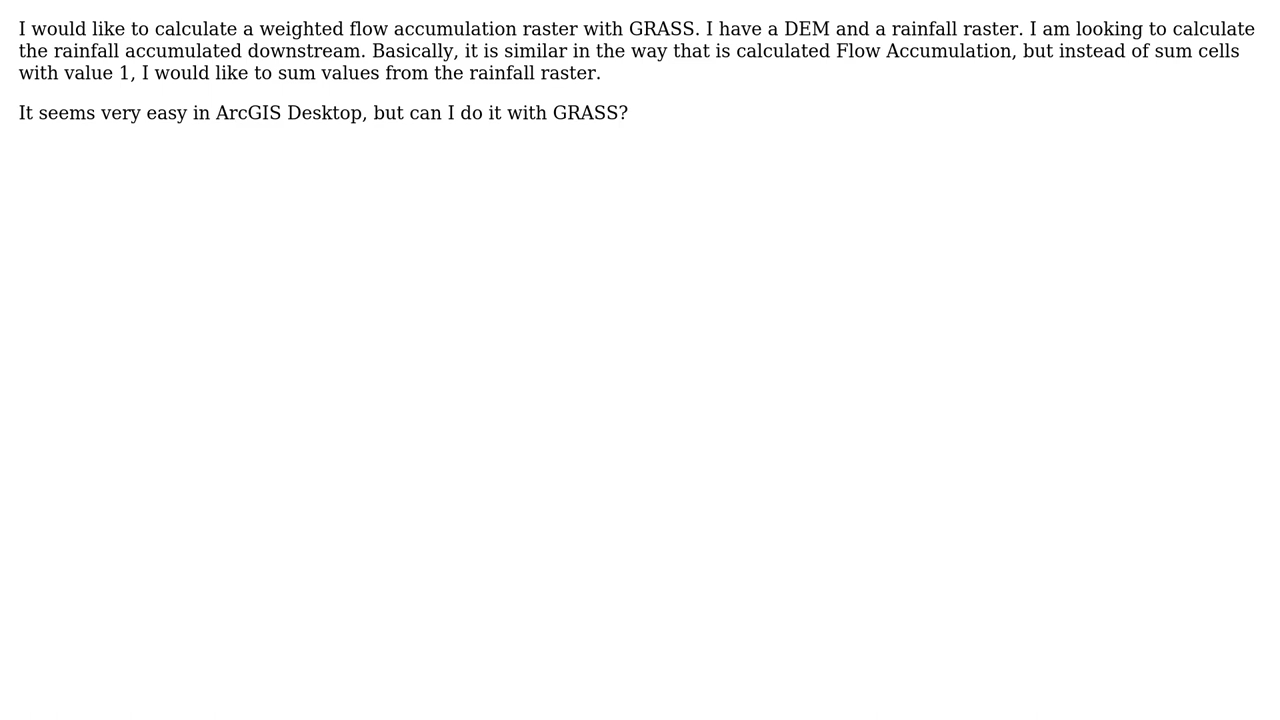 I would like to calculate a weighted flow accumulation raster with GRASS. I have a DEM and a rainfall raster. I am looking to calculate
the rainfall accumulated downstream. Basically, it is similar in the way that is calculated Flow Accumulation, but instead of sum cells
with value 1, I would like to sum values from the rainfall raster.
It seems very easy in ArcGIS Desktop, but can I do it with GRASS?